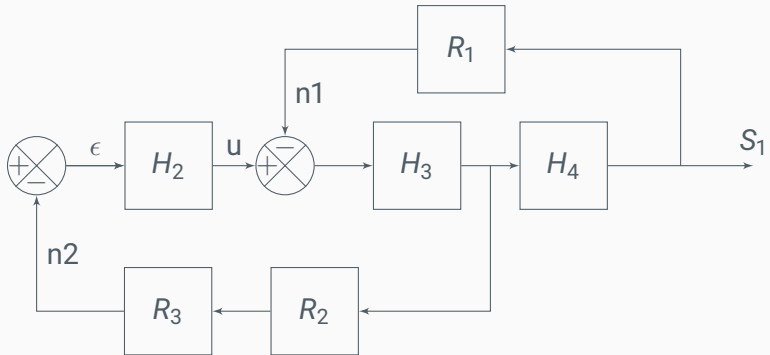 R₁
n1
S₁
+
−
ϵ
H₂
u
+
−
H₃
H₄
n2
R₃
R₂